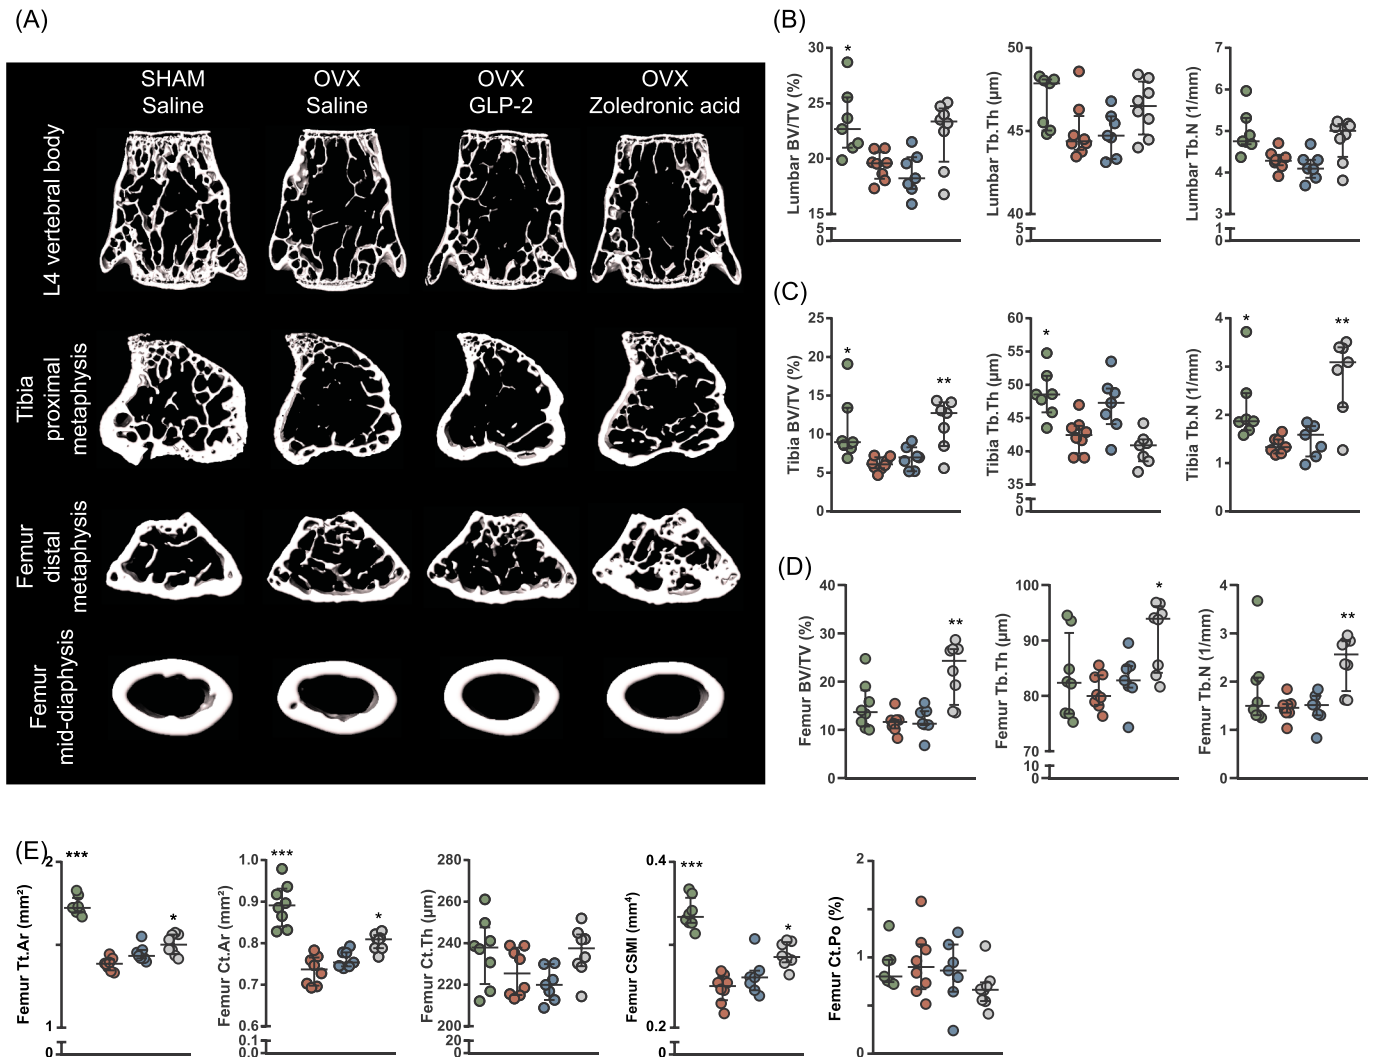 (A)
SHAM
Saline
OVX
Saline
OVX
GLP-2
OVX
Zoledronic acid
L4 vertebral body
Tibia
proximal
metaphysis
Femur
distal
metaphysis
Femur
mid-diaphysis
(B)
Lumbar BV/TV (%)
30
25
20
15
5
0
*
Lumbar Tb.Th (µm)
50
45
40
5
0
Lumbar Tb.N (1/mm)
7
6
5
4
3
1
0
(C)
Tibia BV/TV (%)
25
20
15
10
5
0
*
**
Tibia Tb.Th (µm)
60
55
50
45
40
35
5
0
*
Tibia Tb.N (1/mm)
4
3
2
1
0
*
**
(D)
Femur BV/TV (%)
40
30
20
10
0
**
Femur Tb.Th (µm)
100
90
80
70
10
0
*
Femur Tb.N (1/mm)
4
3
2
1
0
**
(E)
Femur Tt.Ar (mm²)
2
1
0
***
*
Femur Ct.Ar (mm²)
1.0
0.9
0.8
0.7
0.6
0.1
0.0
***
*
Femur Ct.Th (µm)
280
260
240
220
200
20
0
Femur CSMI (mm⁴)
0.4
0.2
0
***
*
Femur Ct.Po (%)
2
1
0